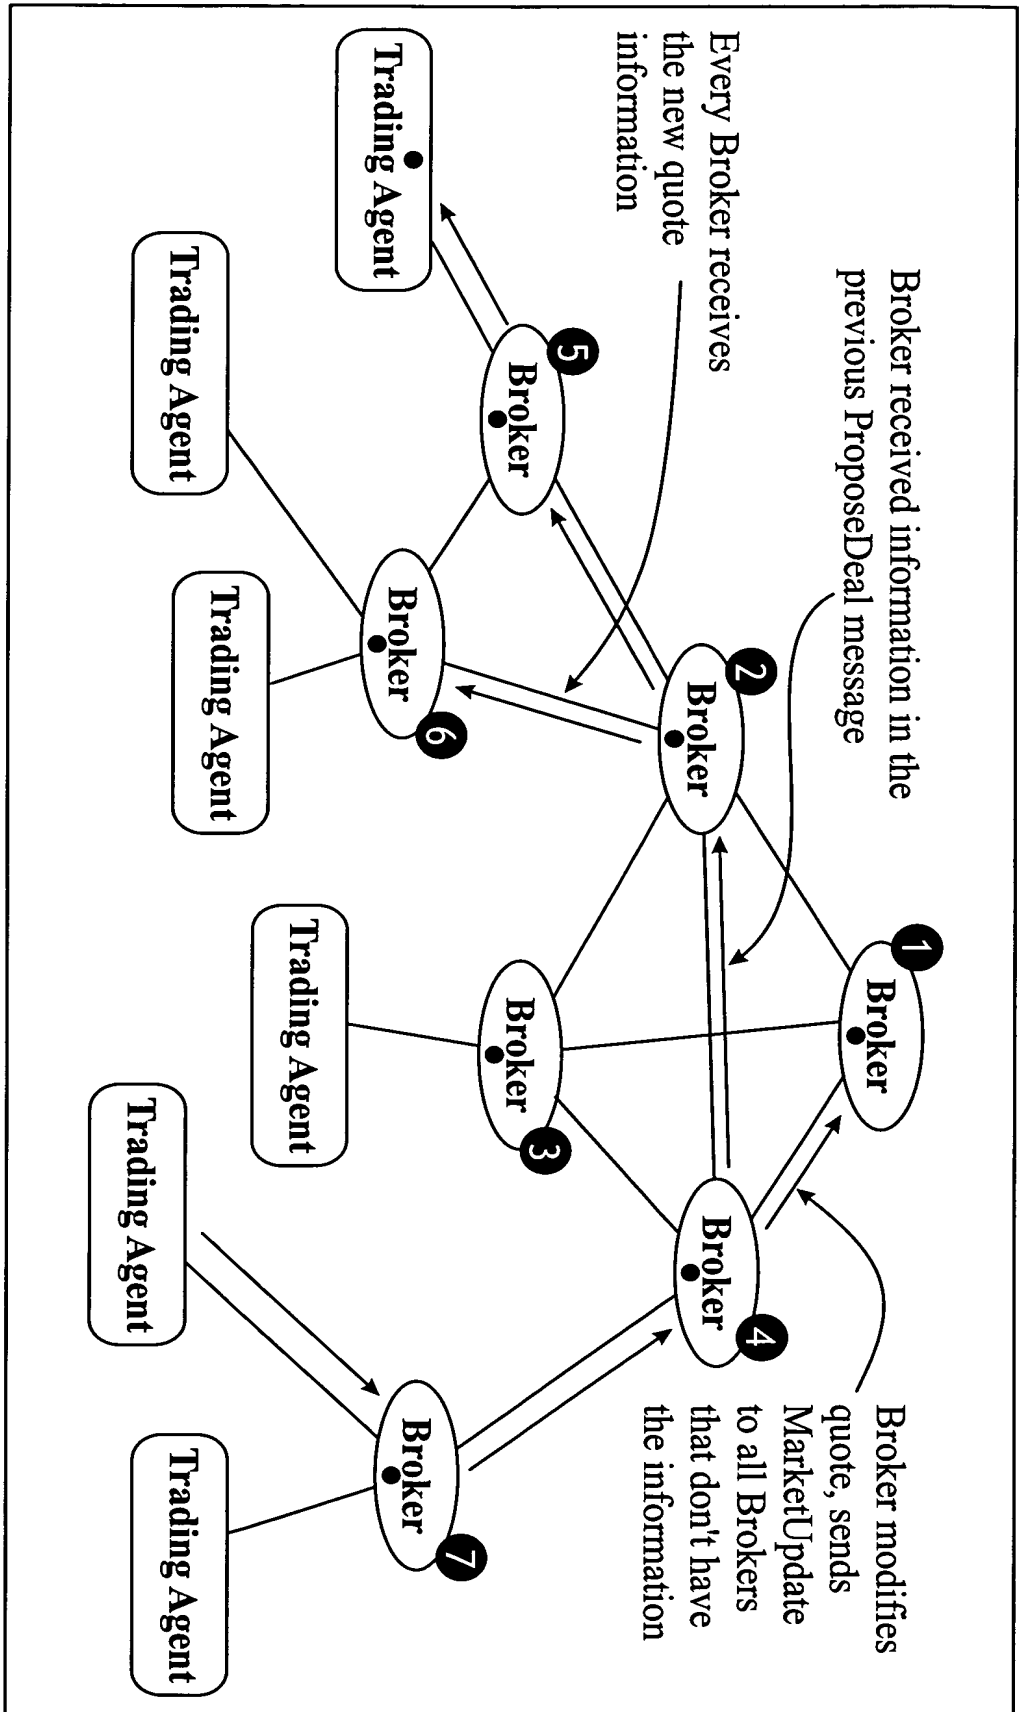 Broker received information in the
previous ProposeDeal message
Every Broker receives
the new quote
information
Broker modifies
quote, sends
MarketUpdate
to all Brokers
that don't have
the information
1
Broker
2
Broker
4
Broker
5
Broker
3
Broker
Broker
6
Broker
7
Trading Agent
Trading Agent
Trading Agent
Trading Agent
Trading Agent
Trading Agent